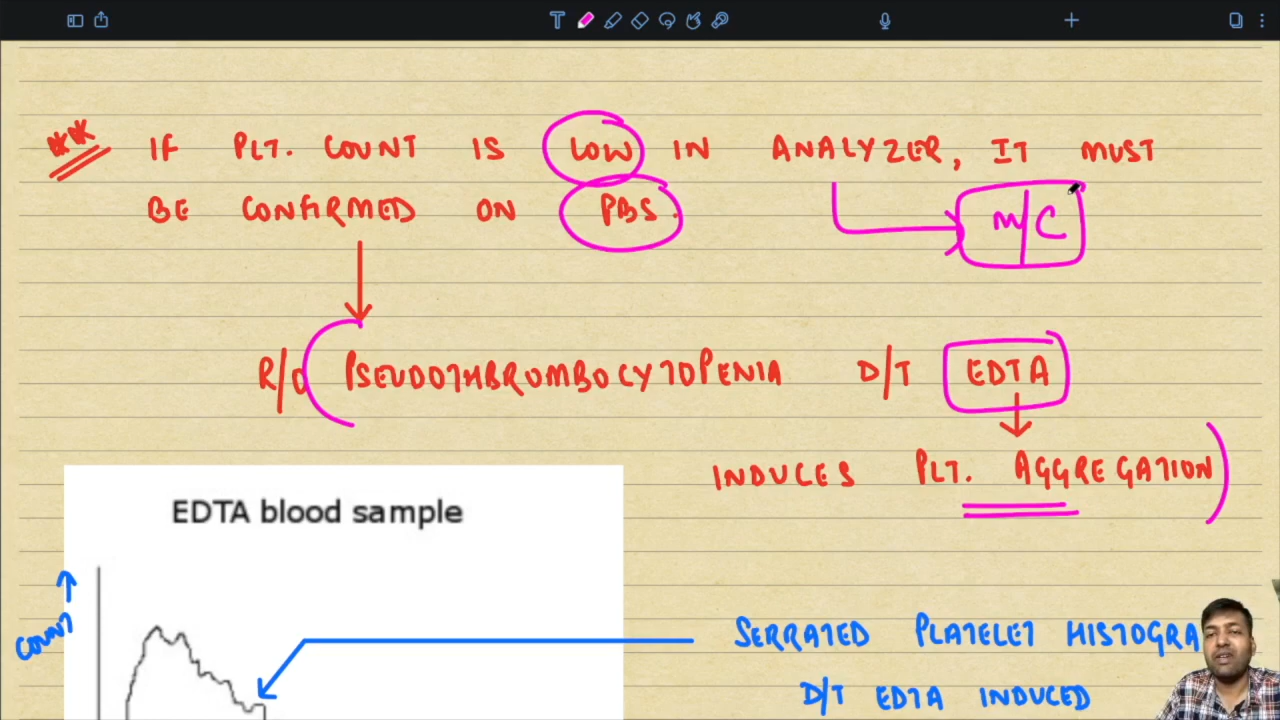 ** IF PLT. COUNT IS LOW IN ANALYZER, IT MUST
BE CONFIRMED ON PBS.
M/C
R/O PSEUDOTHBROMBOCYTOPENIA D/T EDTA
INDUCES PLT. AGGREGATION
EDTA blood sample
COUNT
SERRATED PLATELET HISTOGRA
D/T EDTA INDUCED